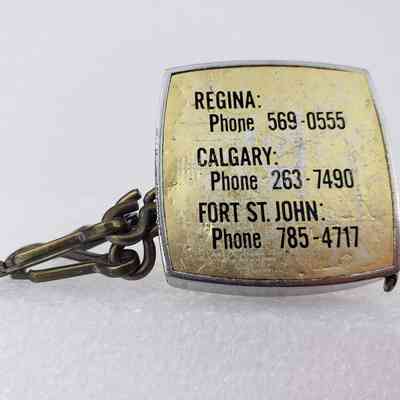 REGINA:
Phone 569-0555
CALGARY:
Phone 263-7490
FORT ST. JOHN:
Phone 785-4717